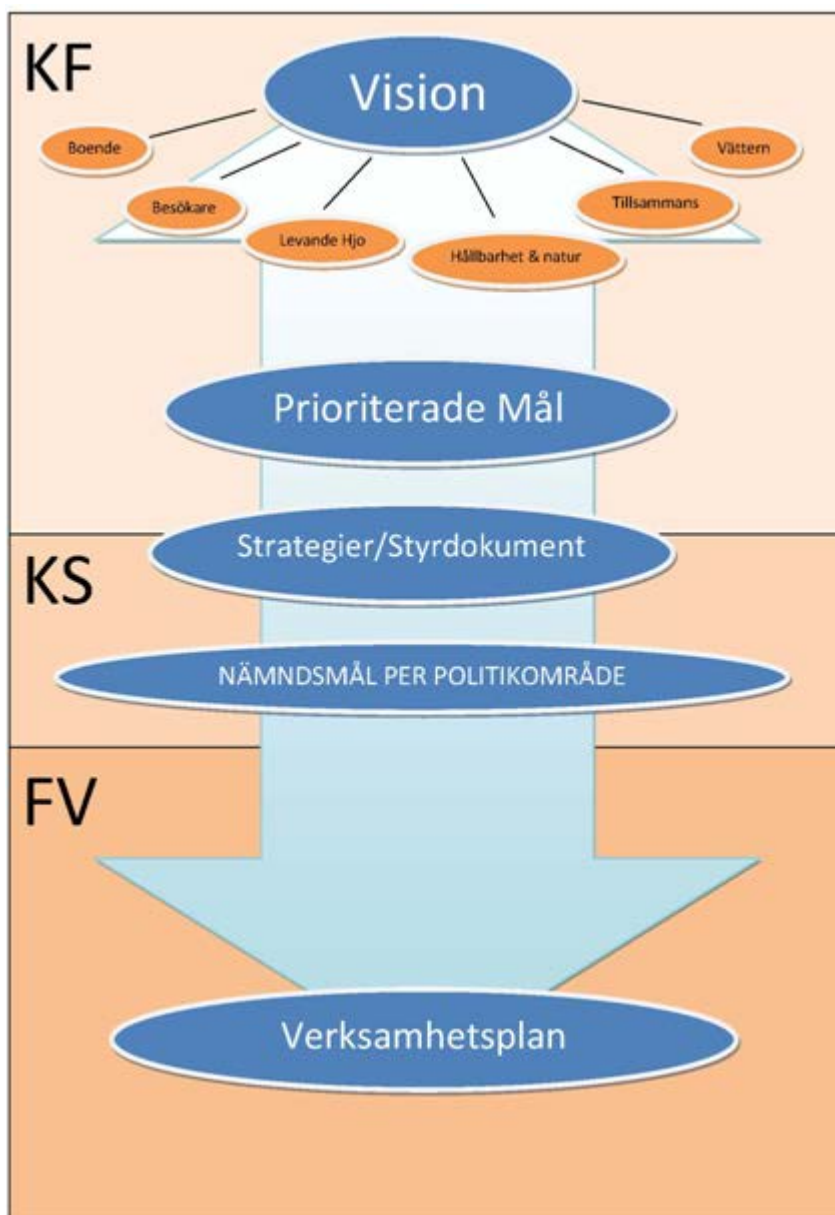 KF
Vision
Boende
Vättern
Besökare
Tillsammans
Levande Hjo
Hållbarhet & natur
Prioriterade Mål
Strategier/Styrdokument
KS
NÄMNDSMÅL PER POLITIKOMRÅDE
FV
Verksamhetsplan